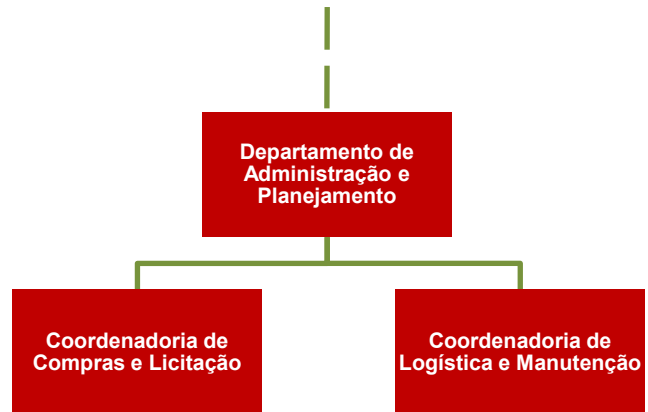 Departamento de
Administração e
Planejamento
Coordenadoria de
Compras e Licitação
Coordenadoria de
Logística e Manutenção